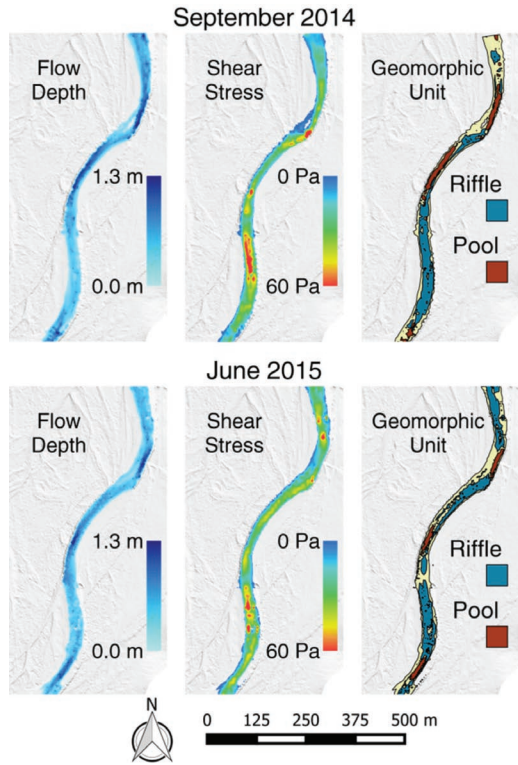 September 2014
Flow
Depth
1.3 m
0.0 m
Shear
Stress
0 Pa
60 Pa
Geomorphic
Unit
Riffle
Pool
June 2015
Flow
Depth
1.3 m
0.0 m
Shear
Stress
0 Pa
60 Pa
Geomorphic
Unit
Riffle
Pool
N
0 125 250 375 500 m